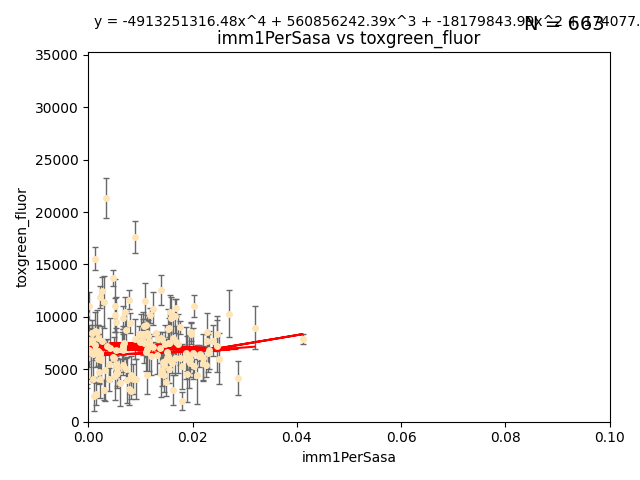 y = -4913251316.48x^4 + 560856242.39x^3 + -18179843.99x^2 +
N = 663
imm1PerSasa vs toxgreen_fluor
35000
30000
25000
20000
15000
10000
5000
0
toxgreen_fluor
0.00 0.02 0.04 0.06 0.08 0.10
imm1PerSasa